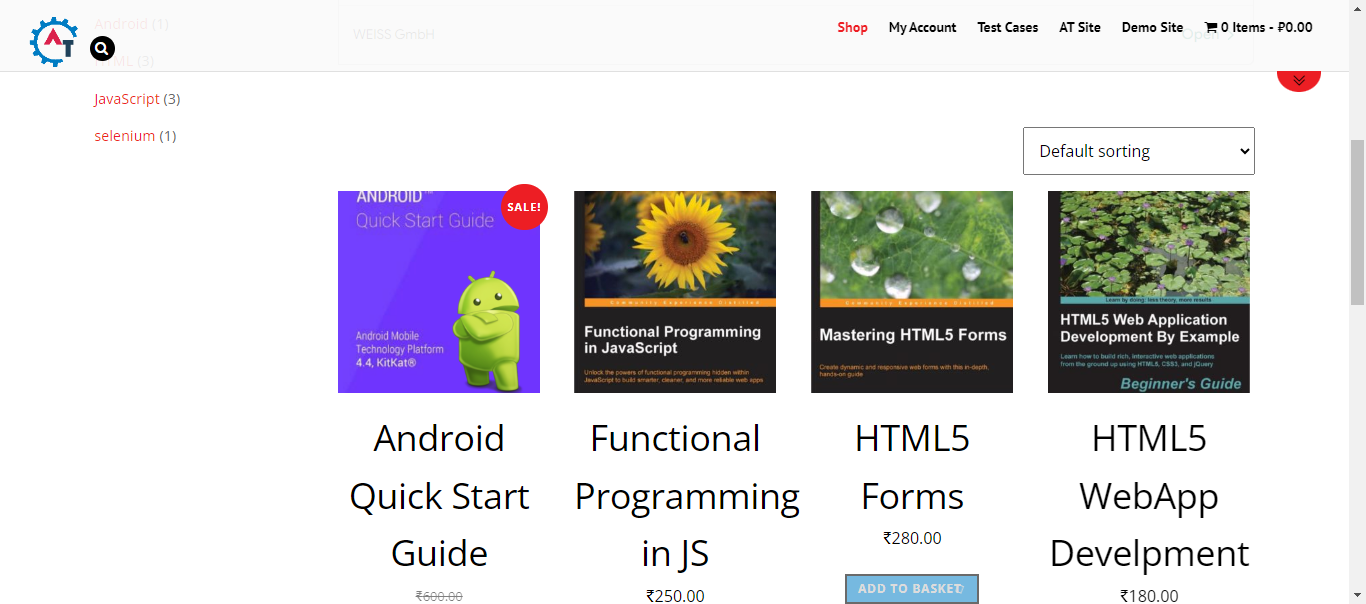 Android (1)
WEISS GmbH
Open
HTML (3)
AT
Shop
My Account
Test Cases
AT Site
Demo Site
0 Items - ₽0.00
JavaScript (3)
selenium (1)
Default sorting
SALE!
ANDROID
Quick Start Guide
Android Mobile
Technology Platform
4.4, KitKat®
Community Experience Distilled
Functional Programming
in JavaScript
Unlock the powers of functional programming hidden within
JavaScript to build smarter, cleaner, and more reliable web apps
Community Experience Distilled
Mastering HTML5 Forms
Create dynamic and responsive web forms with this in-depth,
hands-on guide
Learn by doing: less theory, more results
HTML5 Web Application
Development By Example
Learn how to build rich, interactive web applications
from the ground up using HTML5, CSS3, and jQuery
Beginner's Guide
Android
Quick Start
Guide
₹600.00
Functional
Programming
in JS
₹250.00
HTML5
Forms
₹280.00
ADD TO BASKET
HTML5
WebApp
Develpment
₹180.00